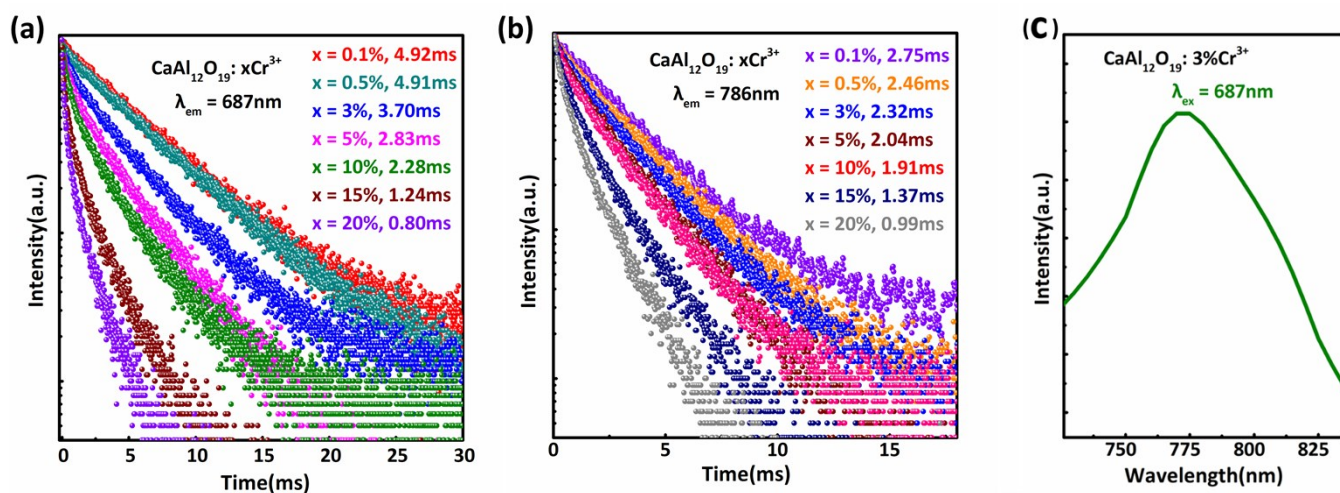 (a)
CaAl₁₂O₁₉: xCr³⁺
λem = 687nm
x = 0.1%, 4.92ms
x = 0.5%, 4.91ms
x = 3%, 3.70ms
x = 5%, 2.83ms
x = 10%, 2.28ms
x = 15%, 1.24ms
x = 20%, 0.80ms
Intensity(a.u.)
0 5 10 15 20 25 30
Time(ms)
(b)
CaAl₁₂O₁₉: xCr³⁺
λem = 786nm
x = 0.1%, 2.75ms
x = 0.5%, 2.46ms
x = 3%, 2.32ms
x = 5%, 2.04ms
x = 10%, 1.91ms
x = 15%, 1.37ms
x = 20%, 0.99ms
Intensity(a.u.)
0 5 10 15
Time(ms)
(c)
CaAl₁₂O₁₉: 3%Cr³⁺
λex = 687nm
Intensity(a.u.)
750 775 800 825
Wavelength(nm)